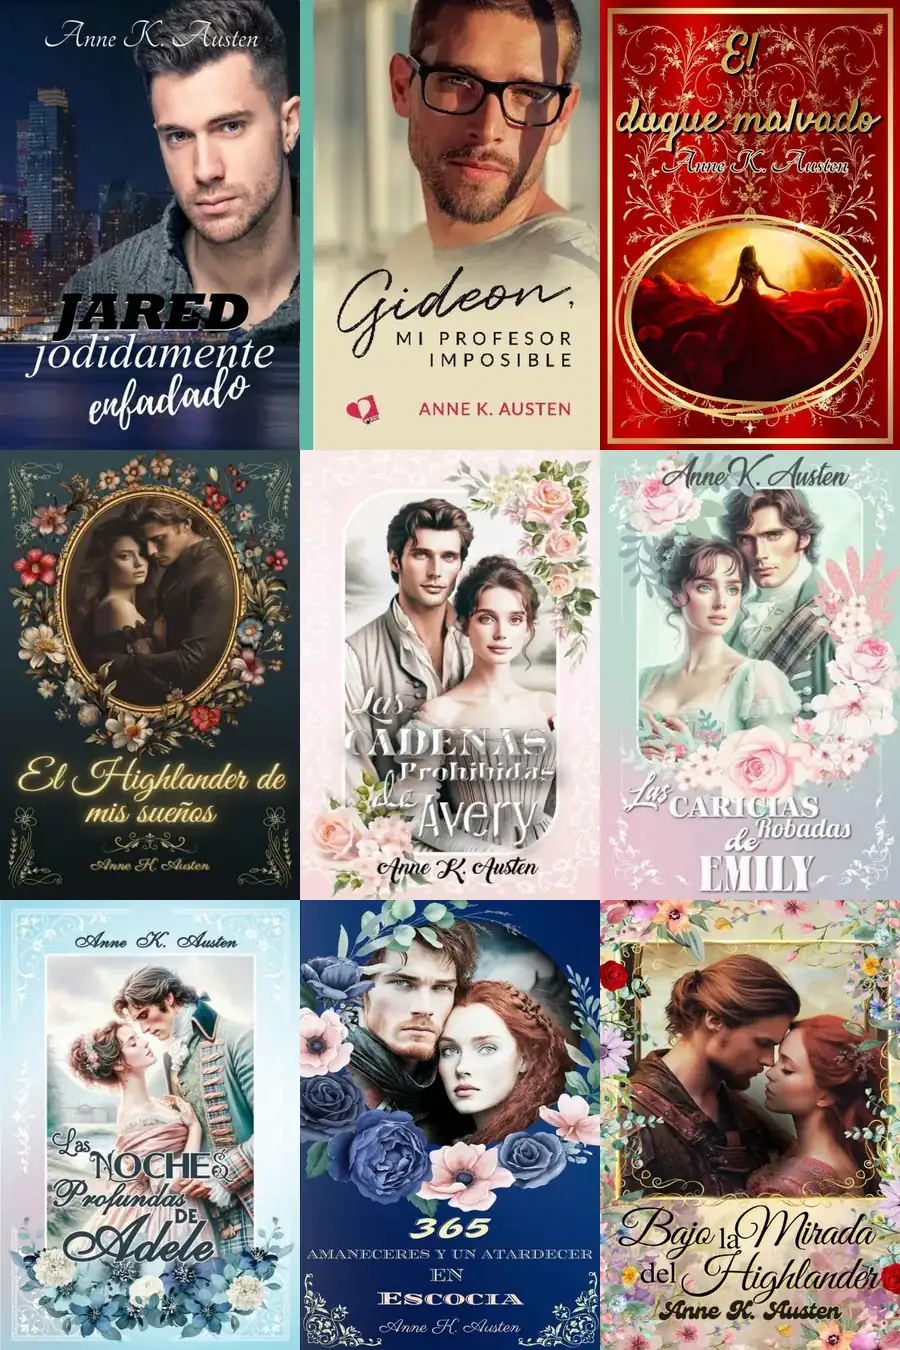 Anne K. Austen
JARED
jodidamente
enfadado
Gideon,
MI PROFESOR
IMPOSIBLE
ANNE K. AUSTEN
El
duque malvado
Anne K. Austen
El Highlander de
mis sueños
Anne K Austen
Las
CADENAS
Prohibidas
de
Avery
Anne K. Austen
Anne K. Austen
Las
CARICIAS
Robadas
de
EMILY
Anne K. Austen
Las
NOCHES
Profundas
DE
Adele
365
AMANECERES Y UN ATARDECER
EN
ESCOCIA
Anne K. Austen
Bajo la Mirada
del Highlander
Anne K. Austen